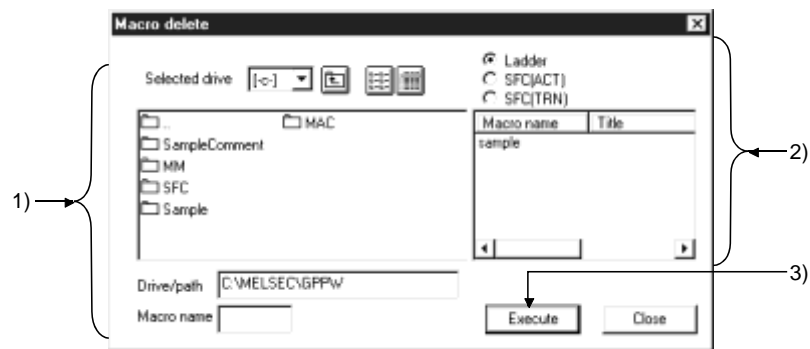 Macro delete
Selected drive [-c-]
Ladder
SFC(ACT)
SFC(TRN)
.. MAC
SampleComment
MM
SFC
Sample
Macro name Title
sample
1)
2)
3)
Drive/path C:\MELSEC\GPPW
Macro name
Execute Close